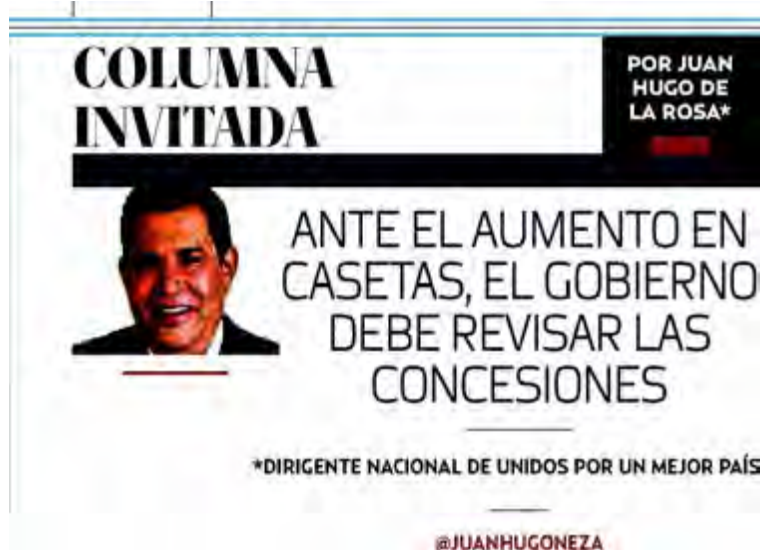 COLUMNA
INVITADA
POR JUAN
HUGO DE
LA ROSA*
ANTE EL AUMENTO EN
CASETAS, EL GOBIERNO
DEBE REVISAR LAS
CONCESIONES
*DIRIGENTE NACIONAL DE UNIDOS POR UN MEJOR PAÍS
@JUANHUGONEZA